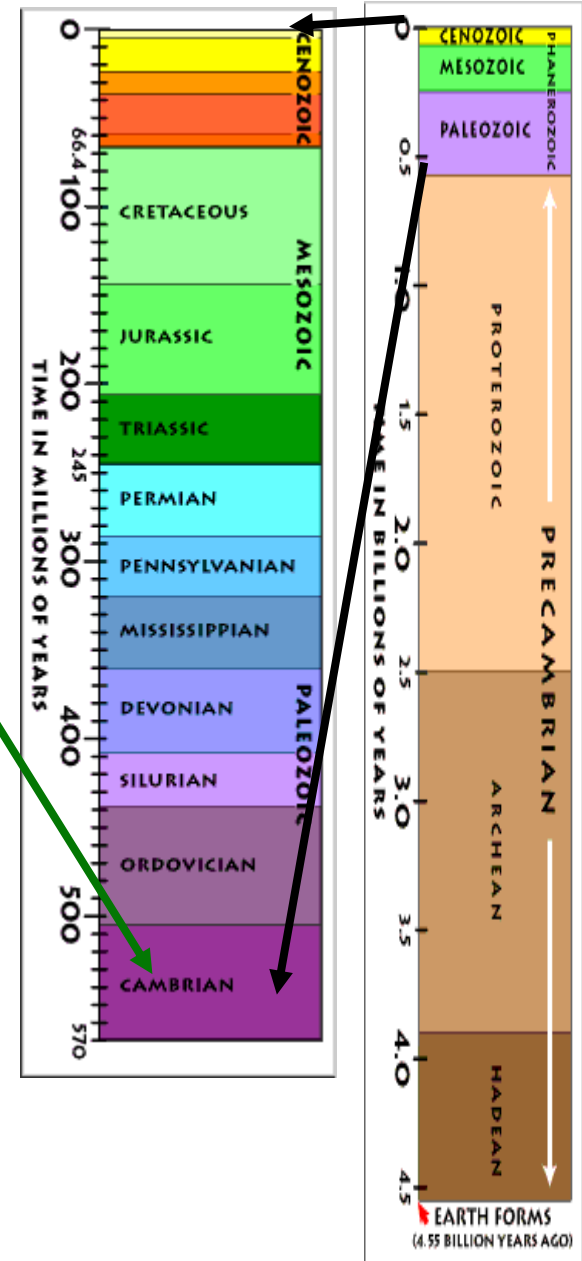 0
66.4
100
200
245
300
400
500
570
TIME IN MILLIONS OF YEARS
CENOZOIC
CRETACEOUS
MESOZOIC
JURASSIC
TRIASSIC
PERMIAN
PENNSYLVANIAN
MISSISSIPPIAN
DEVONIAN
PALEOZOIC
SILURIAN
ORDOVICIAN
CAMBRIAN
0
0.5
1.0
1.5
2.0
2.5
3.0
3.5
4.0
4.5
TIME IN BILLIONS OF YEARS
CENOZOIC
MESOZOIC
PALEOZOIC
PHANEROZOIC
PROTEROZOIC
PRECAMBRIAN
ARCHEAN
HADEAN
EARTH FORMS
(4.55 BILLION YEARS AGO)